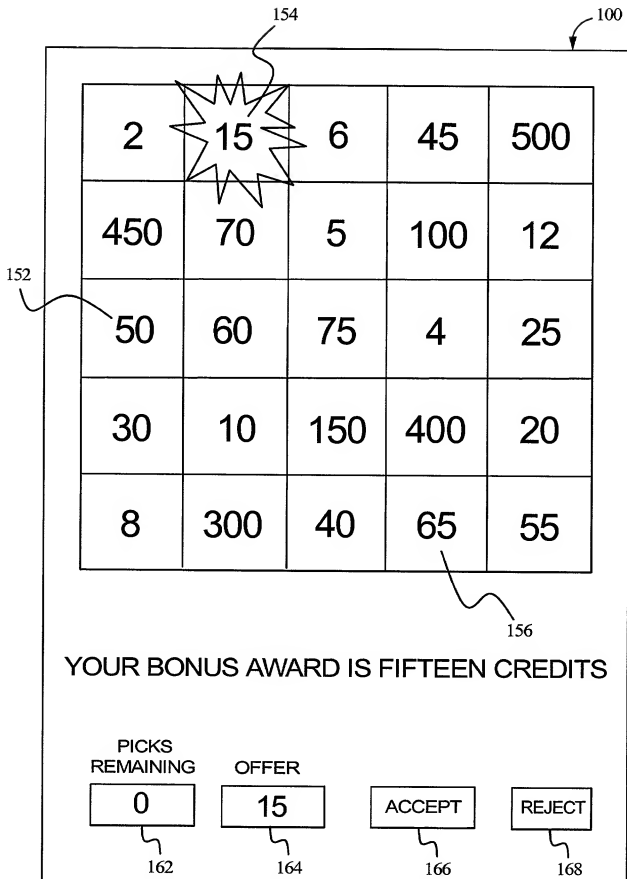 154
100
2 15 6 45 500
450 70 5 100 12
152
50 60 75 4 25
30 10 150 400 20
8 300 40 65 55
156
YOUR BONUS AWARD IS FIFTEEN CREDITS
PICKS
REMAINING OFFER
0 15 ACCEPT REJECT
162 164 166 168